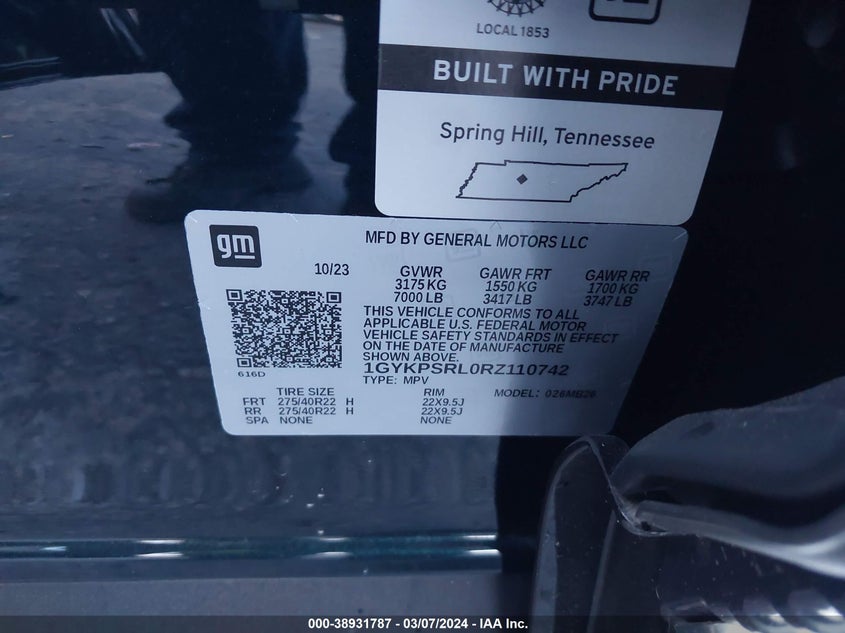 LOCAL 1853
BUILT WITH PRIDE
Spring Hill, Tennessee
gm
MFD BY GENERAL MOTORS LLC
10/23 GVWR GAWR FRT GAWR RR
3175 KG 1550 KG 1700 KG
7000 LB 3417 LB 3747 LB
THIS VEHICLE CONFORMS TO ALL
APPLICABLE U.S. FEDERAL MOTOR
VEHICLE SAFETY STANDARDS IN EFFECT
ON THE DATE OF MANUFACTURE
SHOWN ABOVE.
1GYKPSRL0RZ110742
616D
TYPE: MPV MODEL: 026MB26
TIRE SIZE RIM
FRT 275/40R22 H 22X9.5J
RR 275/40R22 H 22X9.5J
SPA NONE NONE
000-38931787 - 03/07/2024 - IAA Inc.